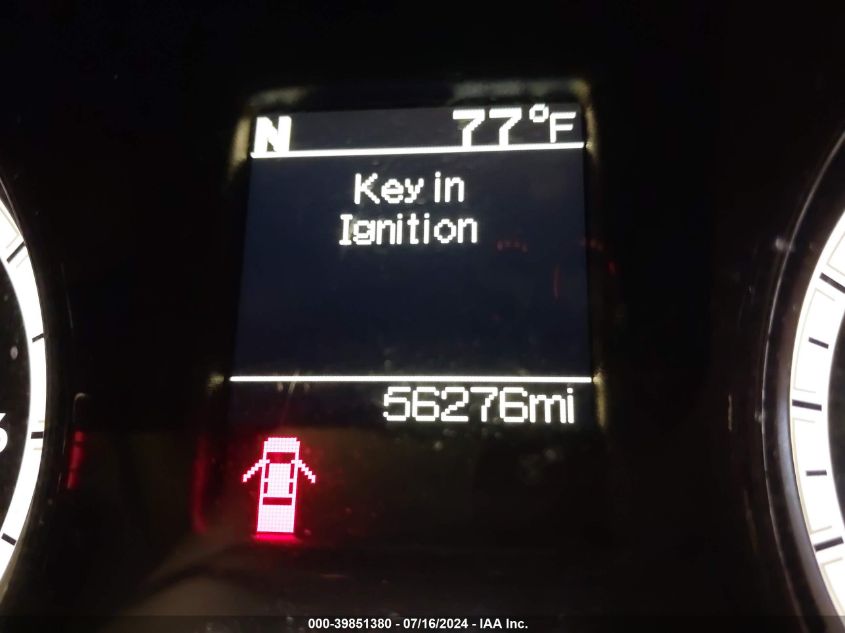 N 77°F
Key in
Ignition
56276mi
000-39851380 - 07/16/2024 - IAA Inc.